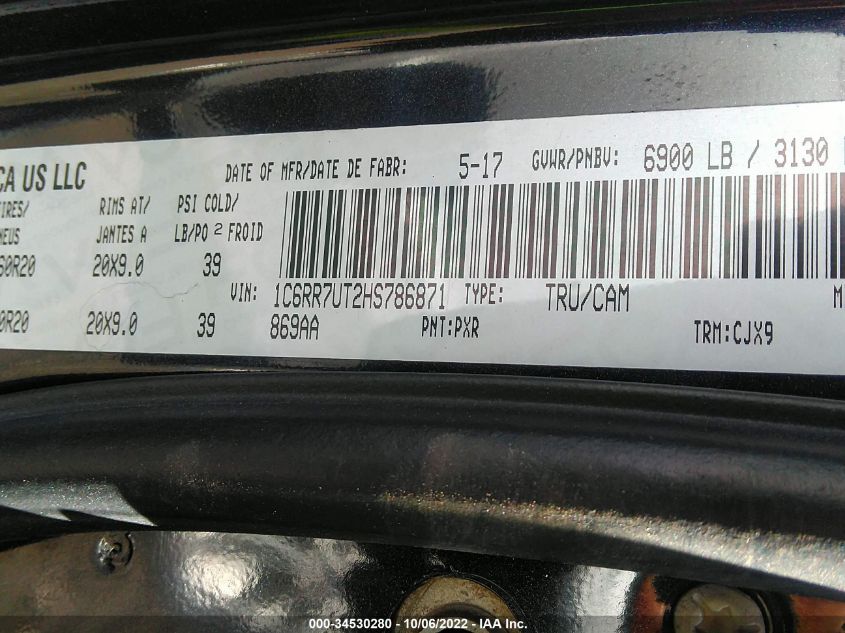 CA US LLC
DATE OF MFR/DATE DE FABR: 5-17 GVWR/PNBV: 6900 LB / 3130
RIMS AT/ PSI COLD/
JANTES A LB/PO 2 FROID
60R20 20X9.0 39
VIN: 1C6RR7UT2HS786871 TYPE: TRU/CAM
0R20 20X9.0 39 869AA PNT:PXR TRM:CJX9
000-34530280 - 10/06/2022 - IAA Inc.